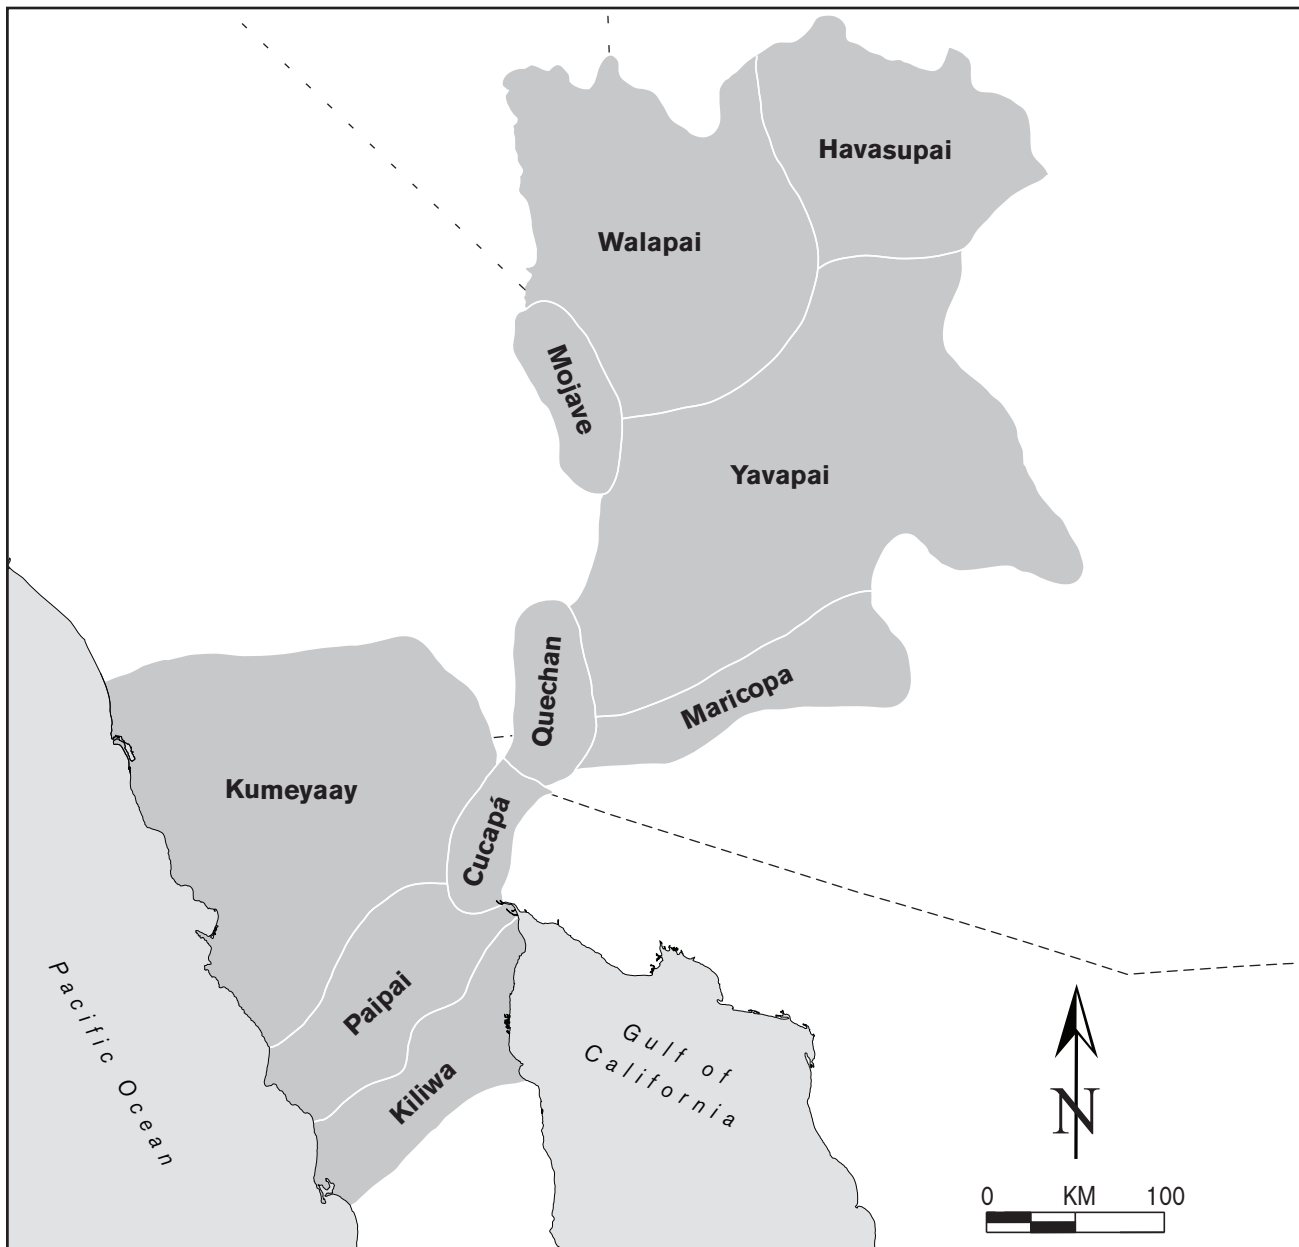 Havasupai
Walapai
Mojave
Yavapai
Quechan
Maricopa
Kumeyaay
Cucapá
Paipai
Kiliwa
Pacific Ocean
Gulf of
California
N
0 KM 100